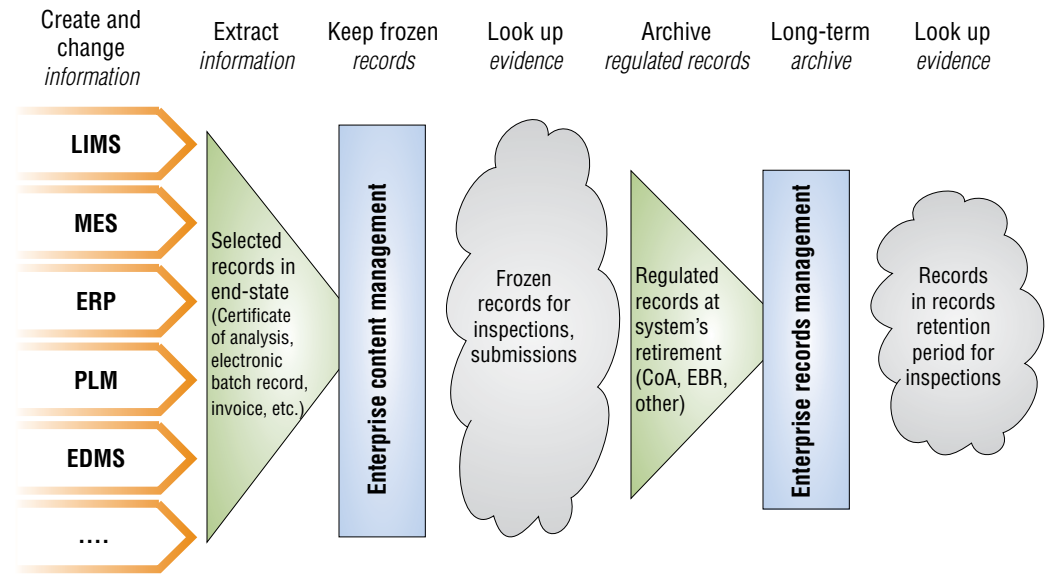 Create and
change
information
Extract
information
Keep frozen
records
Look up
evidence
Archive
regulated records
Long-term
archive
Look up
evidence
LIMS
MES
ERP
PLM
EDMS
....
Selected
records in
end-state
(Certificate
of analysis,
electronic
batch record,
invoice, etc.)
Enterprise content management
Frozen
records for
inspections,
submissions
Regulated
records at
system's
retirement
(CoA, EBR,
other)
Enterprise records management
Records
in records
retention
period for
inspections